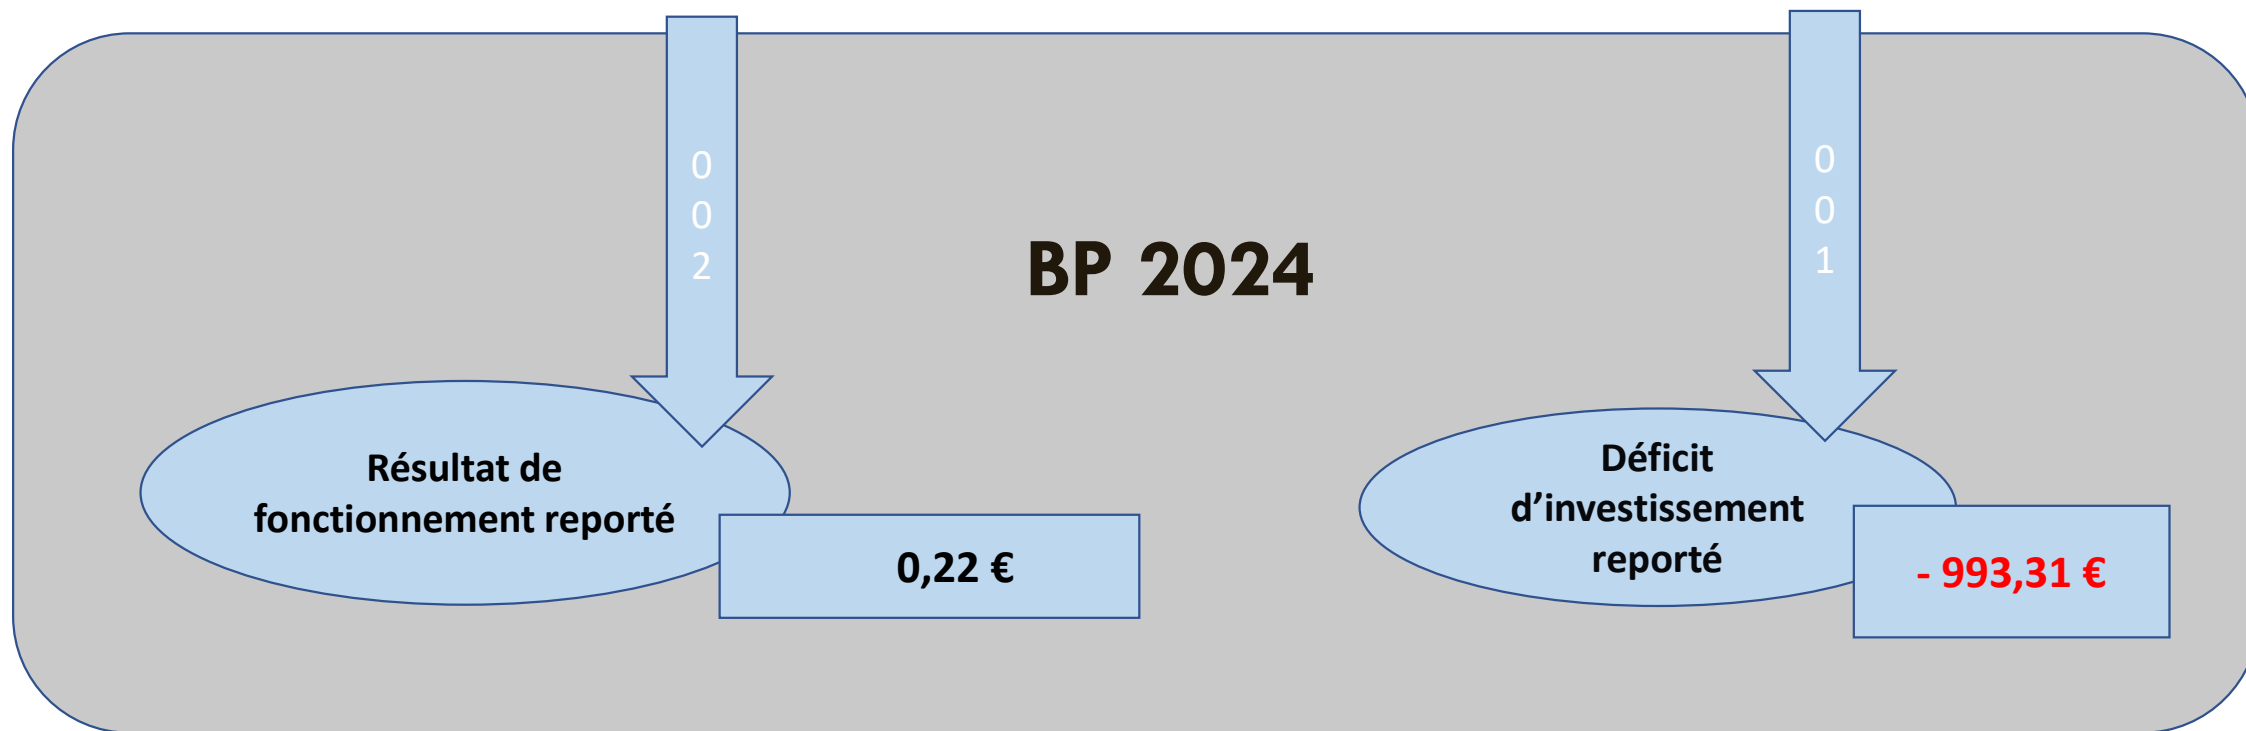 0
0
2
0
0
1
BP 2024
Résultat de
fonctionnement reporté
0,22 €
Déficit
d’investissement
reporté
- 993,31 €